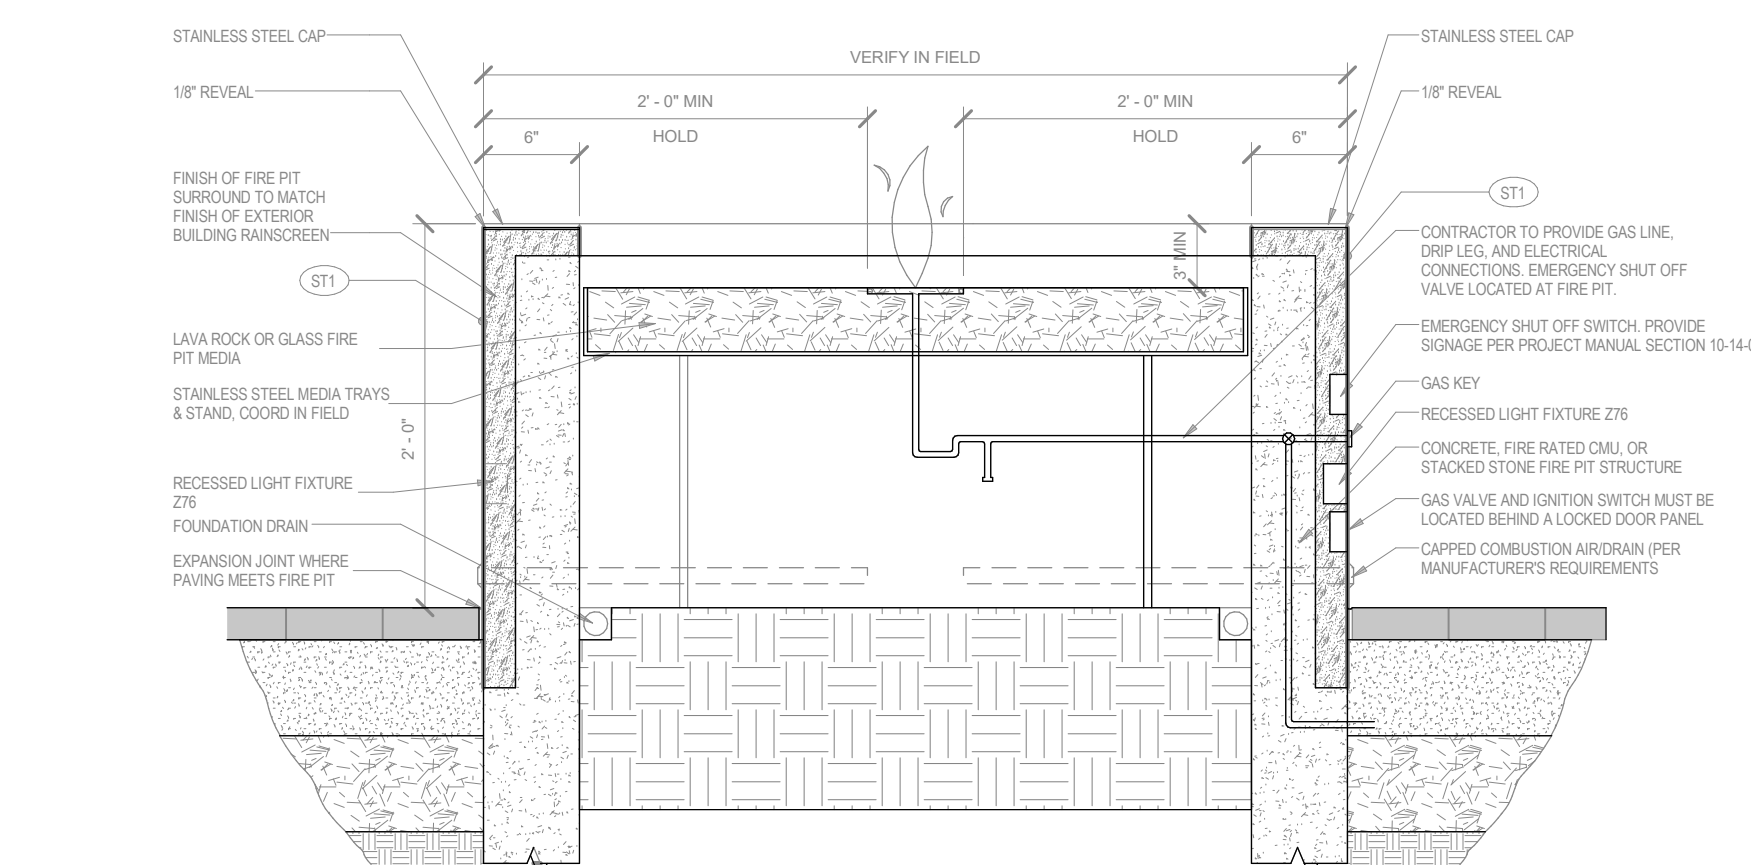 STAINLESS STEEL CAP
1/8" REVEAL
FINISH OF FIRE PIT
SURROUND TO MATCH
FINISH OF EXTERIOR
BUILDING RAINSCREEN
ST1
LAVA ROCK OR GLASS FIRE
PIT MEDIA
STAINLESS STEEL MEDIA TRAYS
& STAND, COORD IN FIELD
RECESSED LIGHT FIXTURE
Z76
FOUNDATION DRAIN
EXPANSION JOINT WHERE
PAVING MEETS FIRE PIT
2' - 0"
VERIFY IN FIELD
2' - 0" MIN
HOLD
6"
2' - 0" MIN
HOLD
6"
3" MIN
STAINLESS STEEL CAP
1/8" REVEAL
ST1
CONTRACTOR TO PROVIDE GAS LINE,
DRIP LEG, AND ELECTRICAL
CONNECTIONS. EMERGENCY SHUT OFF
VALVE LOCATED AT FIRE PIT.
EMERGENCY SHUT OFF SWITCH. PROVIDE
SIGNAGE PER PROJECT MANUAL SECTION
GAS KEY
RECESSED LIGHT FIXTURE Z76
CONCRETE, FIRE RATED CMU, OR
STACKED STONE FIRE PIT STRUCTURE
GAS VALVE AND IGNITION SWITCH MUST BE
LOCATED BEHIND A LOCKED DOOR PANEL
CAPPED COMBUSTION AIR/DRAIN (PER
MANUFACTURER'S REQUIREMENTS